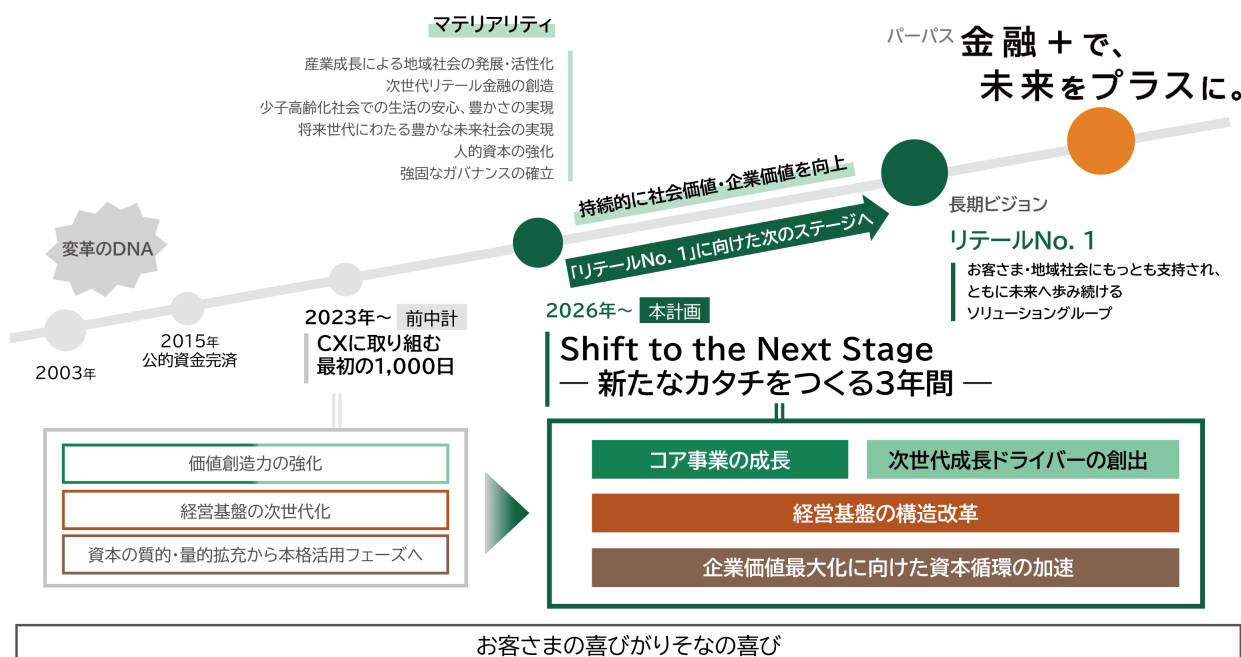 マテリアリティ
産業成長による地域社会の発展・活性化
次世代リテール金融の創造
少子高齢化社会での生活の安心、豊かさの実現
将来世代にわたる豊かな未来社会の実現
人的資本の強化
強固なガバナンスの確立
パーパス 金融+で、
未来をプラスに。
持続的に社会価値・企業価値を向上
「リテールNo. 1」に向けた次のステージへ
長期ビジョン
リテールNo. 1
お客さま・地域社会にもっとも支持され、
ともに未来へ歩み続ける
ソリューショングループ
変革のDNA
2003年
2015年
公的資金完済
2023年~ 前中計
CXに取り組む
最初の1,000日
2026年~ 本計画
Shift to the Next Stage
― 新たなカタチをつくる3年間 ―
価値創造力の強化
経営基盤の次世代化
資本の質的・量的拡充から本格活用フェーズへ
コア事業の成長
次世代成長ドライバーの創出
経営基盤の構造改革
企業価値最大化に向けた資本循環の加速
お客さまの喜びがりそなの喜び